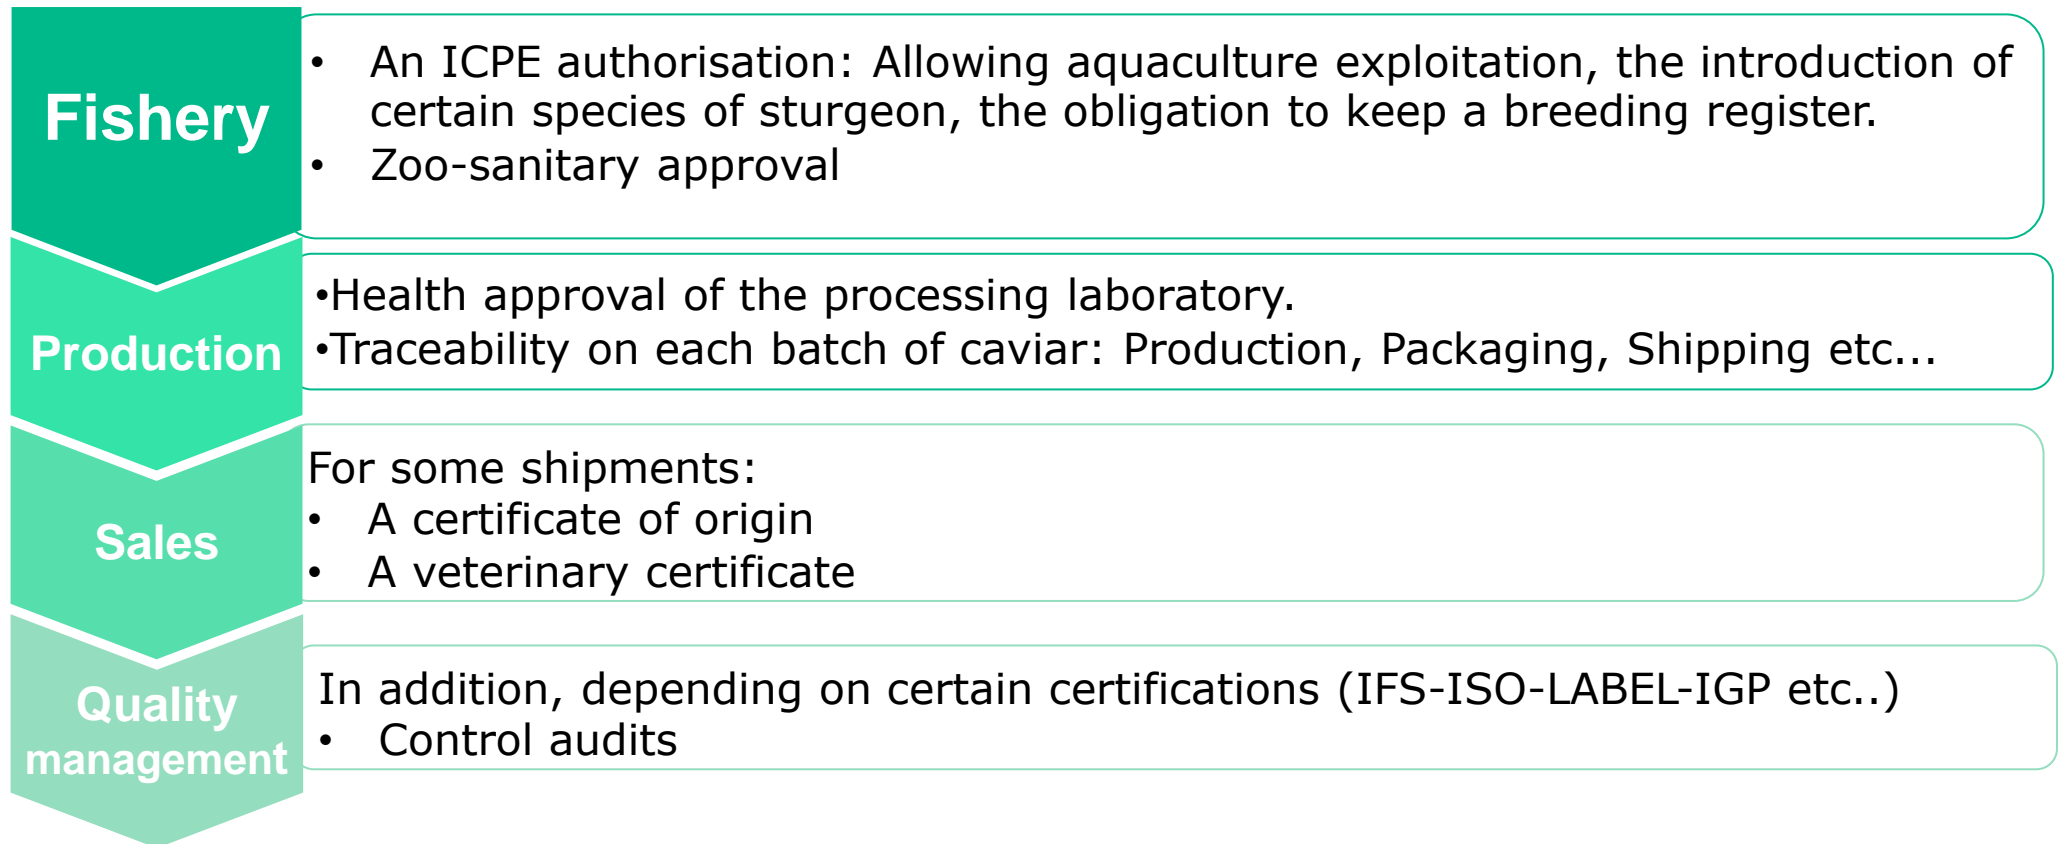 Fishery
• An ICPE authorisation: Allowing aquaculture exploitation, the introduction of
certain species of sturgeon, the obligation to keep a breeding register.
• Zoo-sanitary approval
Production
•Health approval of the processing laboratory.
•Traceability on each batch of caviar: Production, Packaging, Shipping etc...
Sales
For some shipments:
• A certificate of origin
• A veterinary certificate
Quality
management
In addition, depending on certain certifications (IFS-ISO-LABEL-IGP etc..)
• Control audits